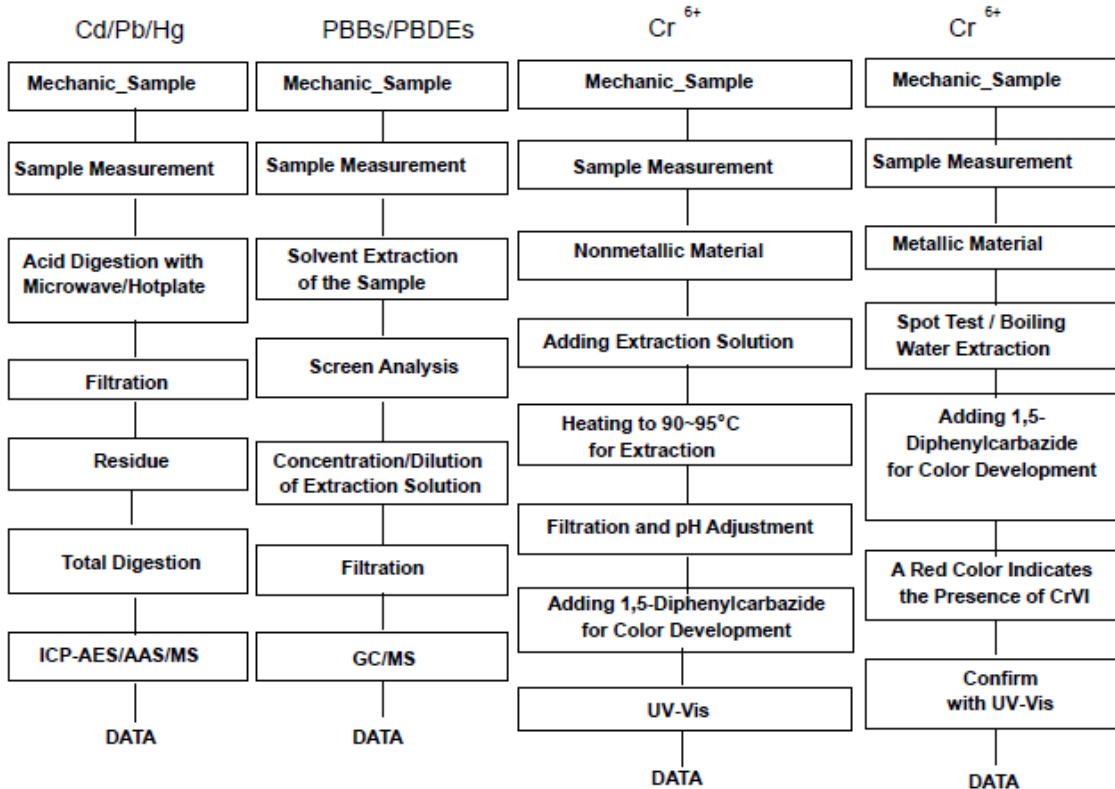 Cd/Pb/Hg
Mechanic_Sample
Sample Measurement
Acid Digestion with
Microwave/Hotplate
Filtration
Residue
Total Digestion
ICP-AES/AAS/MS
DATA
PBBs/PBDEs
Mechanic_Sample
Sample Measurement
Solvent Extraction
of the Sample
Screen Analysis
Concentration/Dilution
of Extraction Solution
Filtration
GC/MS
DATA
Cr 6+
Mechanic_Sample
Sample Measurement
Nonmetallic Material
Adding Extraction Solution
Heating to 90~95°C
for Extraction
Filtration and pH Adjustment
Adding 1,5-Diphenylcarbazide
for Color Development
UV-Vis
DATA
Cr 6+
Mechanic_Sample
Sample Measurement
Metallic Material
Spot Test / Boiling
Water Extraction
Adding 1,5-
Diphenylcarbazide
for Color Development
A Red Color Indicates
the Presence of CrVI
Confirm
with UV-Vis
DATA